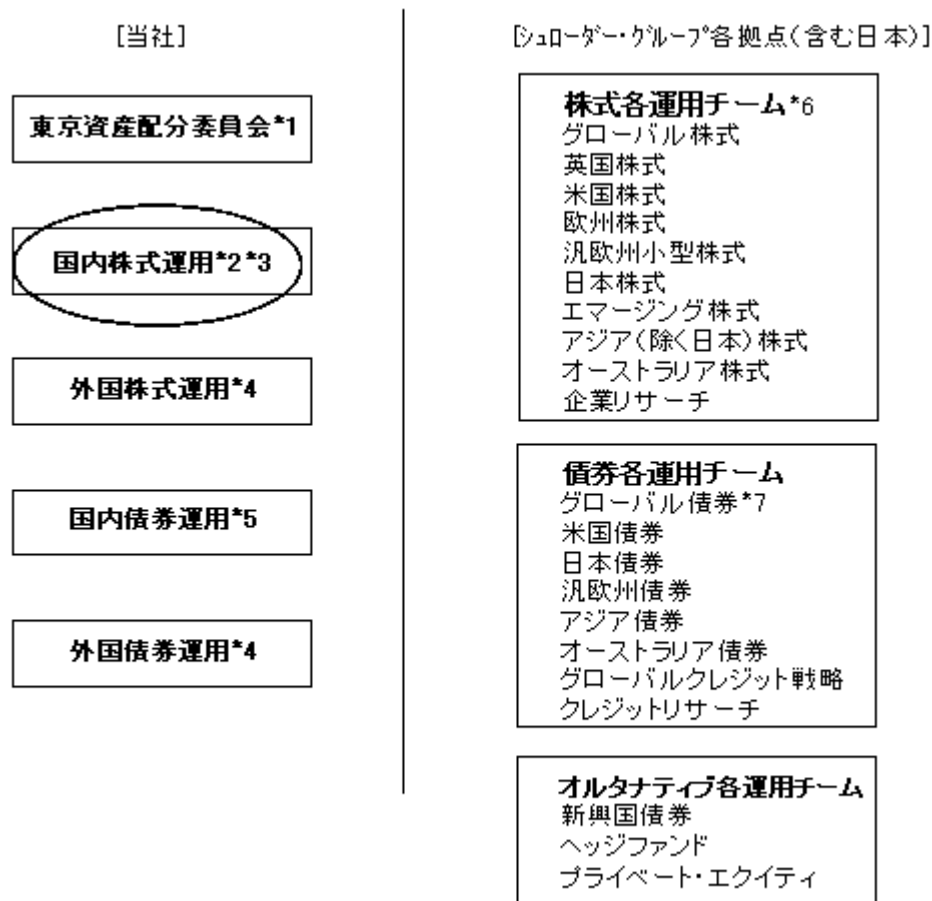 [当社]
東京資産配分委員会*1
国内株式運用*2*3
外国株式運用*4
国内債券運用*5
外国債券運用*4
[シュローダー・グループ各拠点(含む日本)]
株式各運用チーム*6
グローバル株式
英国株式
米国株式
欧州株式
汎欧州小型株式
日本株式
エマージング株式
アジア(除く日本)株式
オーストラリア株式
企業リサーチ
債券各運用チーム
グローバル債券*7
米国債券
日本債券
汎欧州債券
アジア債券
オーストラリア債券
グローバルクレジット戦略
クレジットリサーチ
オルタナティブ各運用チーム
新興国債券
ヘッジファンド
プライベート・エクイティ